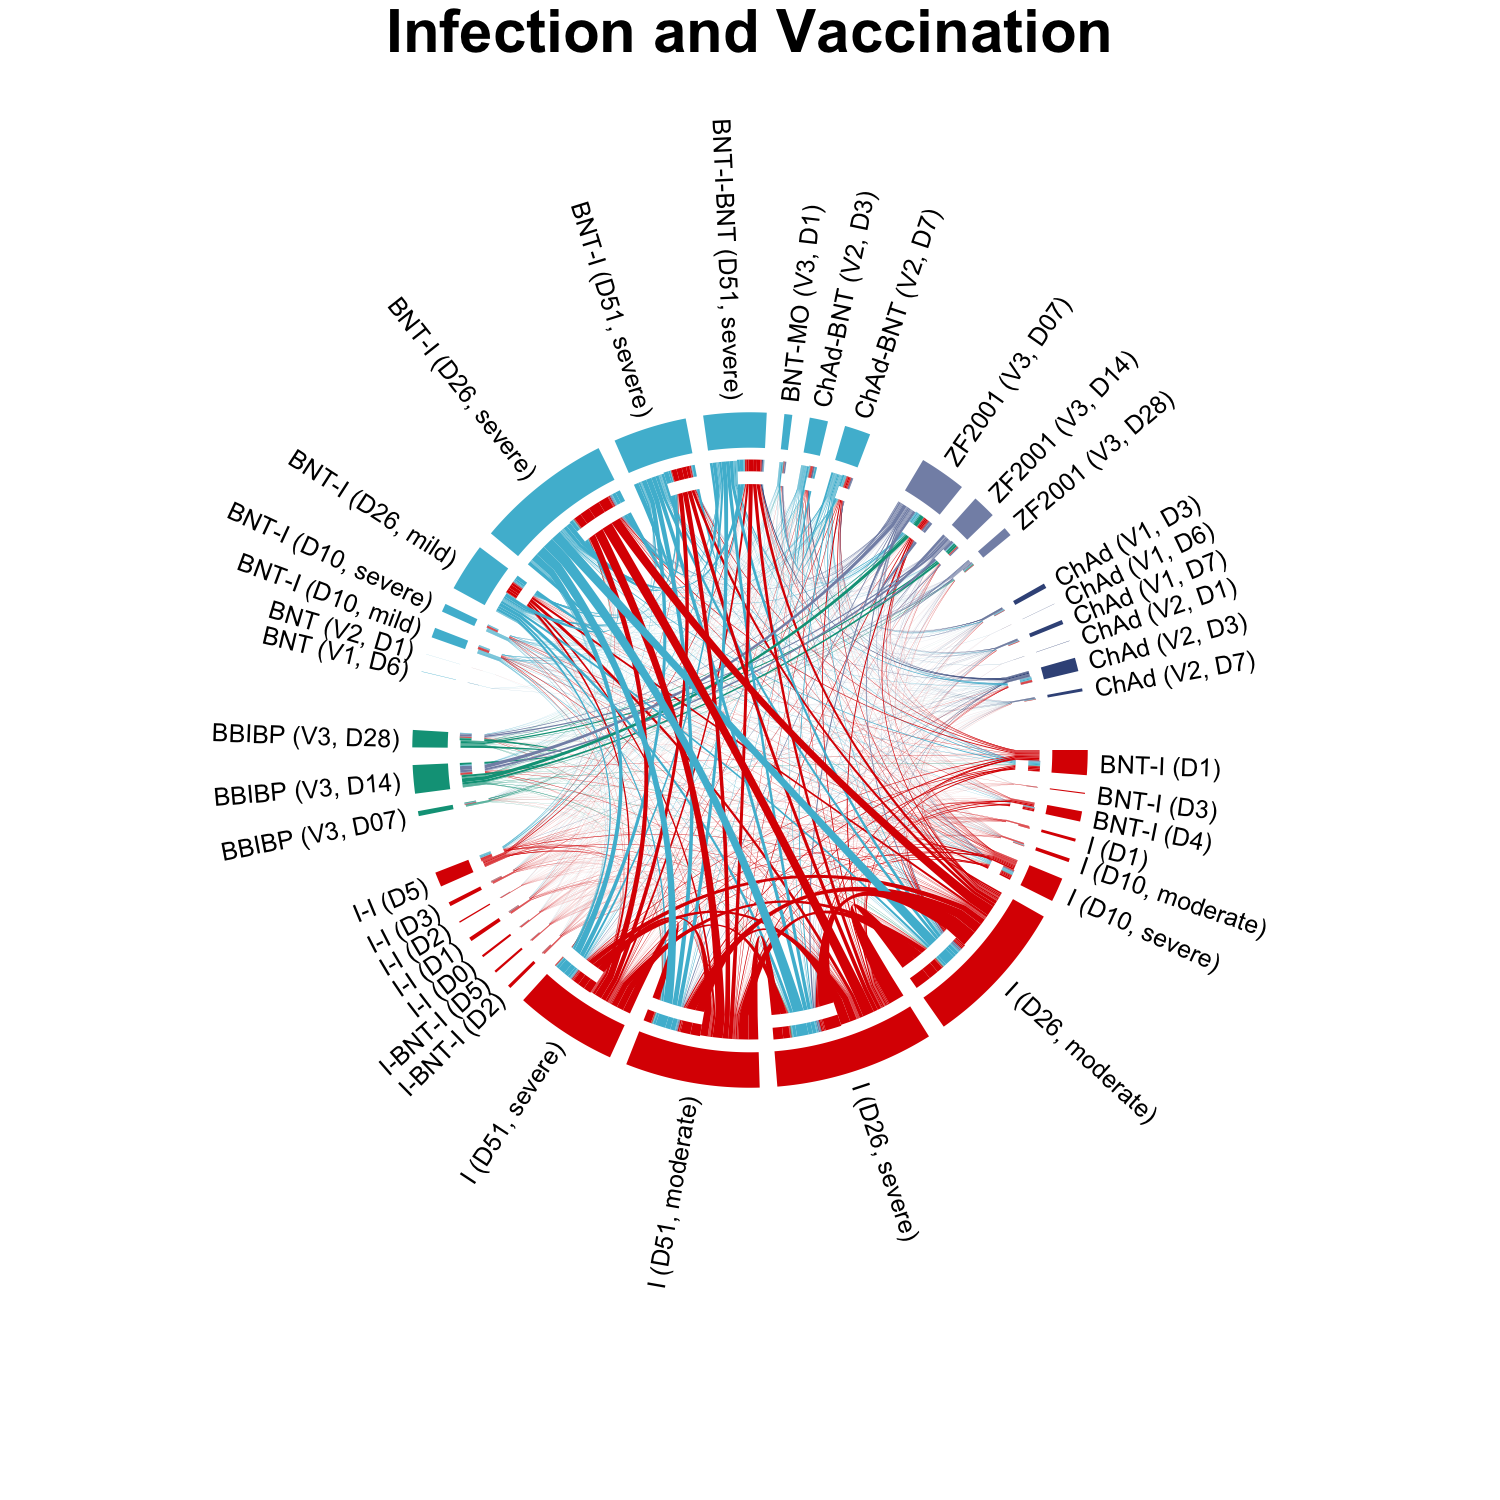 Infection and Vaccination
BNT-I-BNT (D51, severe)
BNT-MO (V3, D1)
ChAd-BNT (V2, D3)
ChAd-BNT (V2, D7)
ZF2001 (V3, D07)
ZF2001 (V3, D14)
ZF2001 (V3, D28)
ChAd (V1, D3)
ChAd (V1, D6)
ChAd (V1, D7)
ChAd (V2, D1)
ChAd (V2, D3)
ChAd (V2, D7)
BNT-I (D1)
BNT-I (D3)
BNT-I (D4)
I (D1)
I (D10, moderate)
I (D10, severe)
I (D26, moderate)
I (D26, severe)
I (D51, moderate)
I (D51, severe)
I-BNT-I (D2)
I-BNT-I (D5)
I-I
I-I (D1)
I-I (D2)
I-I (D3)
I-I (D5)
BBIBP (V3, D07)
BBIBP (V3, D14)
BBIBP (V3, D28)
BNT (V1, D6)
BNT (V2, D1)
BNT-I (D10, mild)
BNT-I (D10, severe)
BNT-I (D26, mild)
BNT-I (D26, severe)
BNT-I (D51, severe)